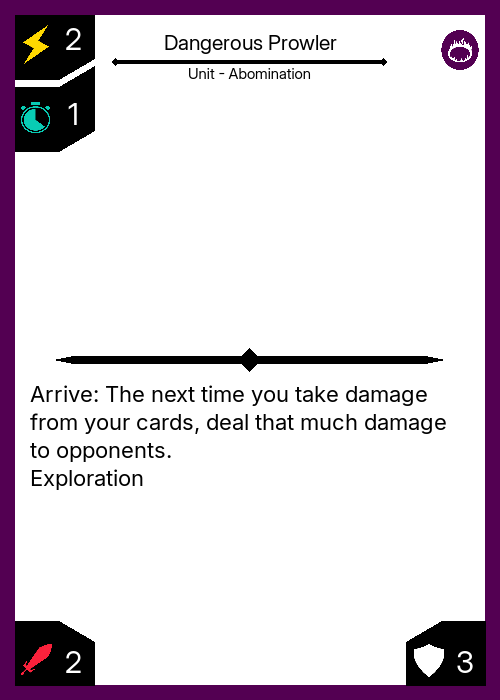 2
Dangerous Prowler
Unit - Abomination
1
Arrive: The next time you take damage
from your cards, deal that much damage
to opponents.
Exploration
2
3